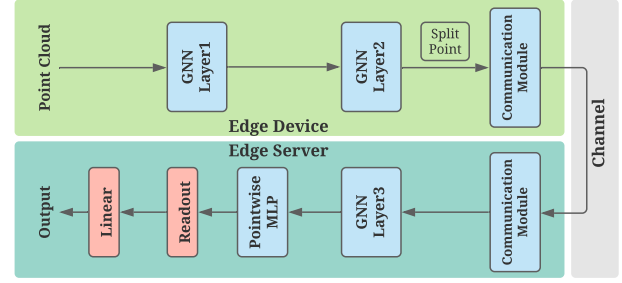 Point Cloud
GNN
Layer1
GNN
Layer2
Split
Point
Communication
Module
Edge Device
Channel
Edge Server
Output
Linear
Readout
Pointwise
MLP
GNN
Layer3
Communication
Module